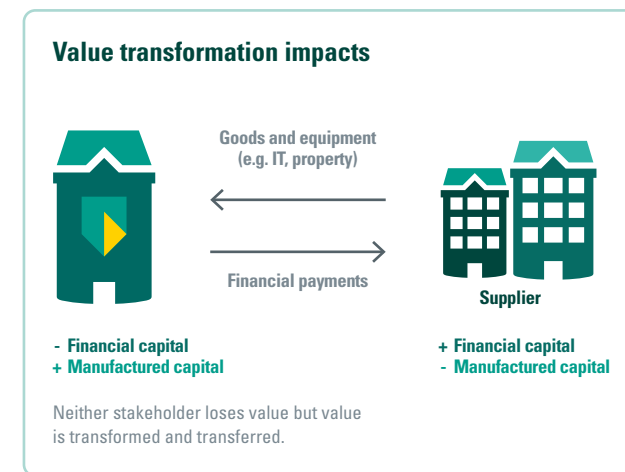 Value transformation impacts
Goods and equipment
(e.g. IT, property)
Financial payments
Supplier
- Financial capital
+ Manufactured capital
+ Financial capital
- Manufactured capital
Neither stakeholder loses value but value
is transformed and transferred.